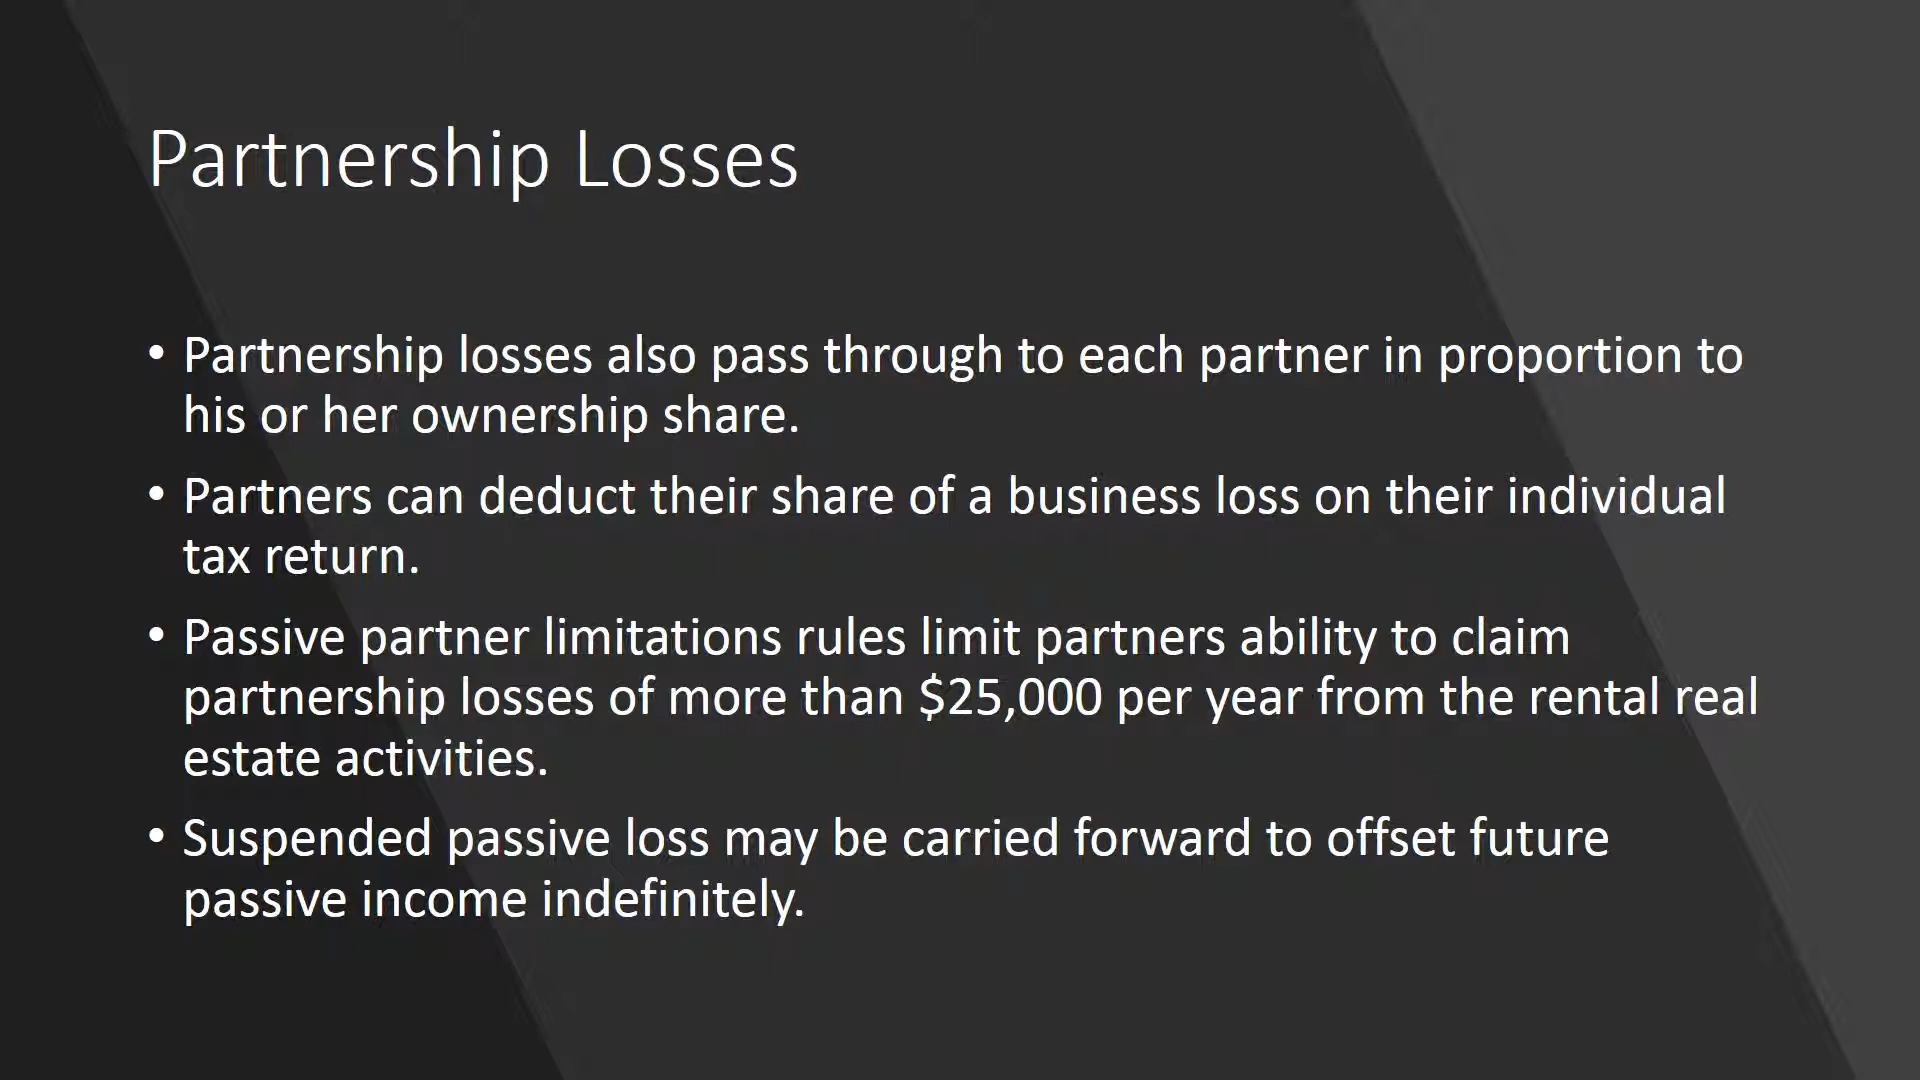 Partnership Losses
• Partnership losses also pass through to each partner in proportion to
his or her ownership share.
• Partners can deduct their share of a business loss on their individual
tax return.
• Passive partner limitations rules limit partners ability to claim
partnership losses of more than $25,000 per year from the rental real
estate activities.
• Suspended passive loss may be carried forward to offset future
passive income indefinitely.